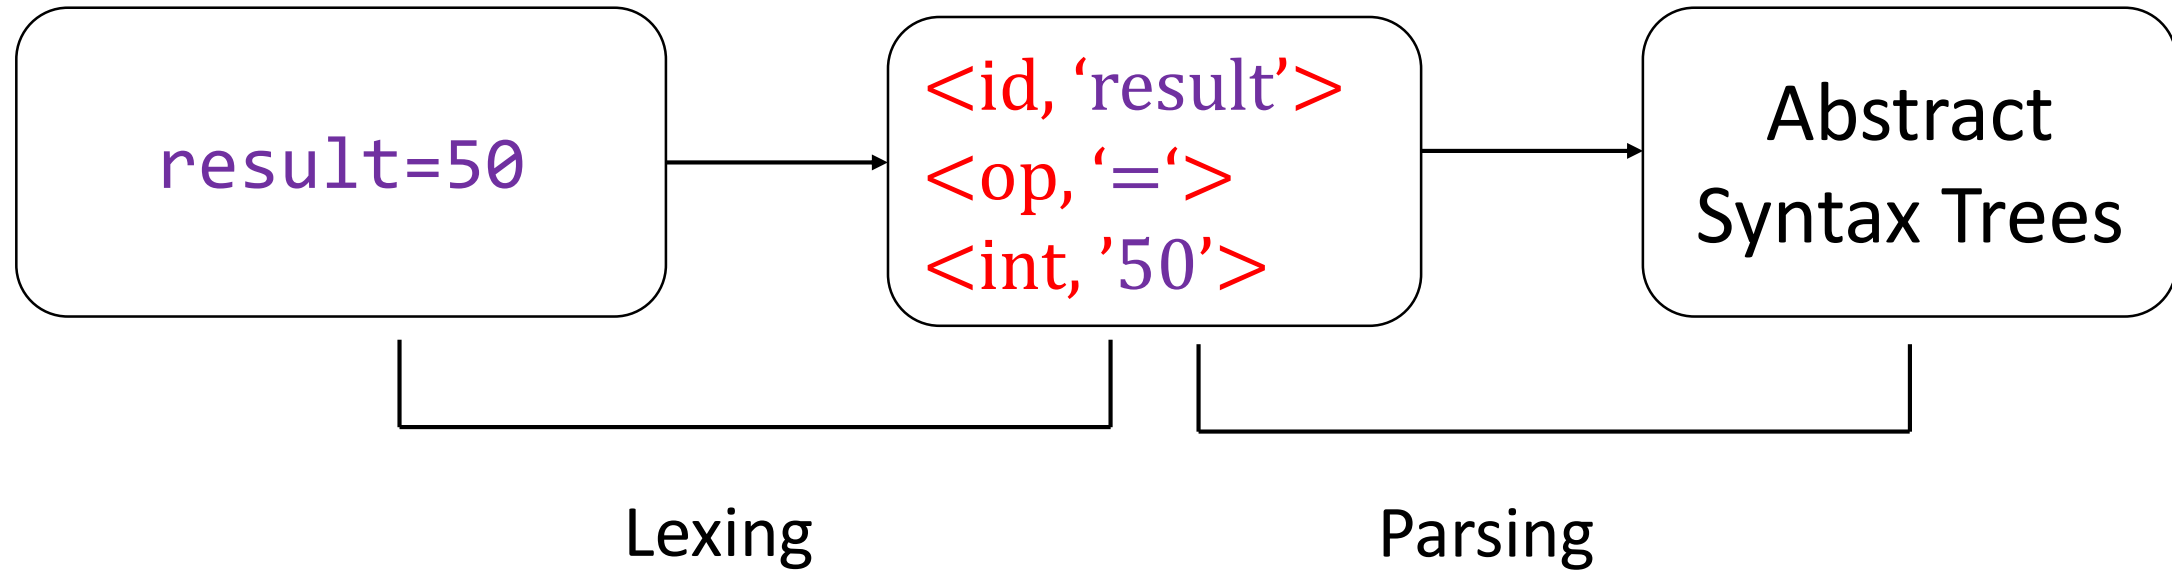 result=50
<id, ‘result’>
<op, ‘=‘>
<int, ’50’>
Abstract
Syntax Trees
Lexing
Parsing